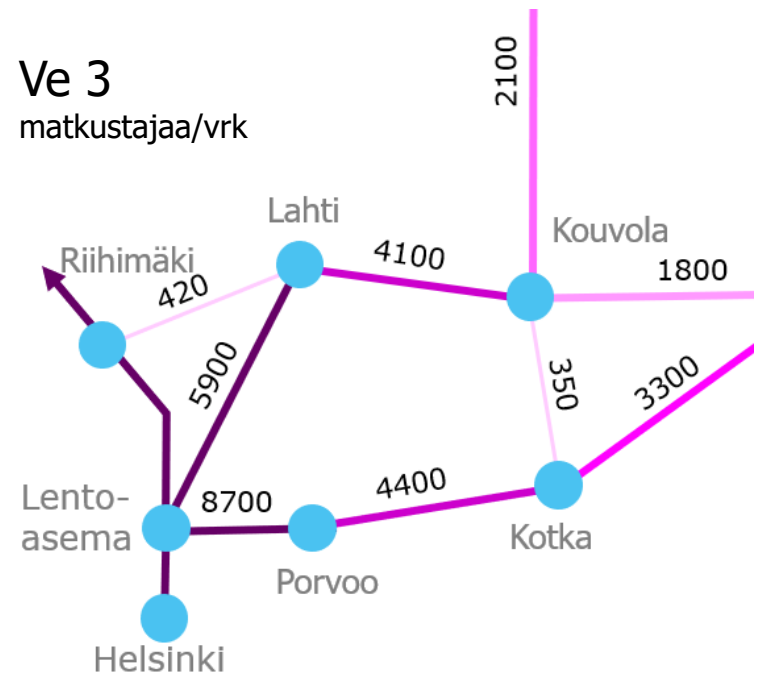 Ve 3
matkustajaa/vrk
2100
Lahti
Kouvola
Riihimäki
4100
1800
420
5900
350
3300
Lento-
asema
8700
4400
Kotka
Porvoo
Helsinki